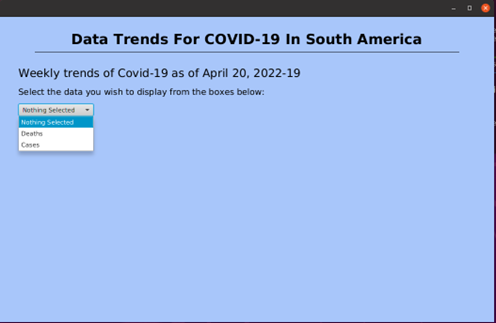 Data Trends For COVID-19 In South America
Weekly trends of Covid-19 as of April 20, 2022-19
Select the data you wish to display from the boxes below:
Nothing Selected
Nothing Selected
Deaths
Cases